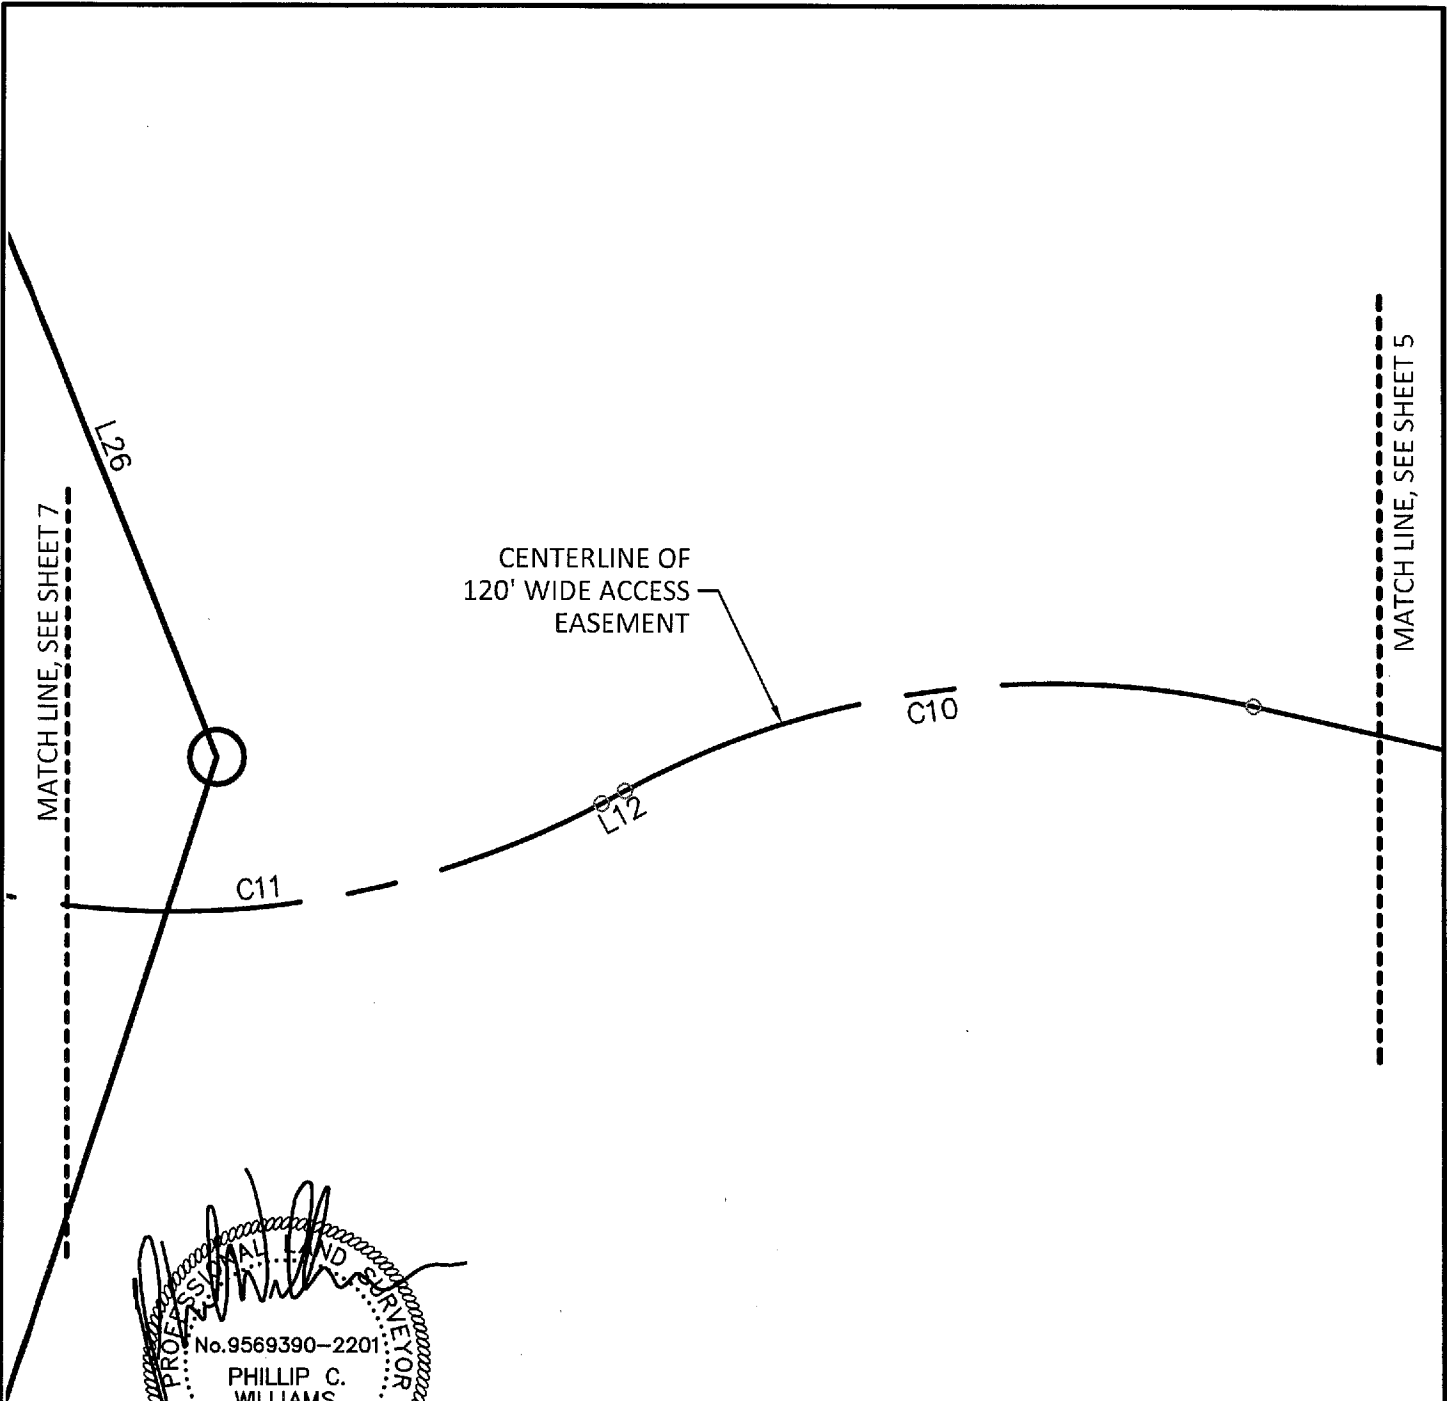 L26
MATCH LINE, SEE SHEET 5
MATCH LINE, SEE SHEET 7
CENTERLINE OF
120' WIDE ACCESS
EASEMENT
C10
L12
C11
PROFESSIONAL LAND SURVEYOR
No.9569390-2201
PHILLIP C.
WILLIAMS